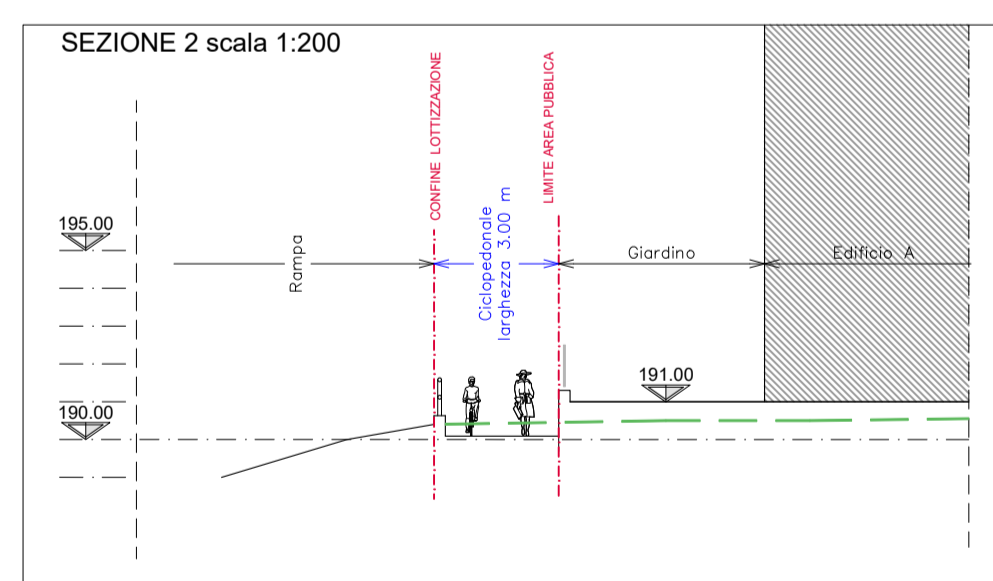 SEZIONE 2 scala 1:200
CONFINE LOTTIZZAZIONE
LIMITE AREA PUBBLICA
195.00
Rampa
Ciclopedonale
larghezza 3.00 m
Giardino
Edificio A
191.00
190.00